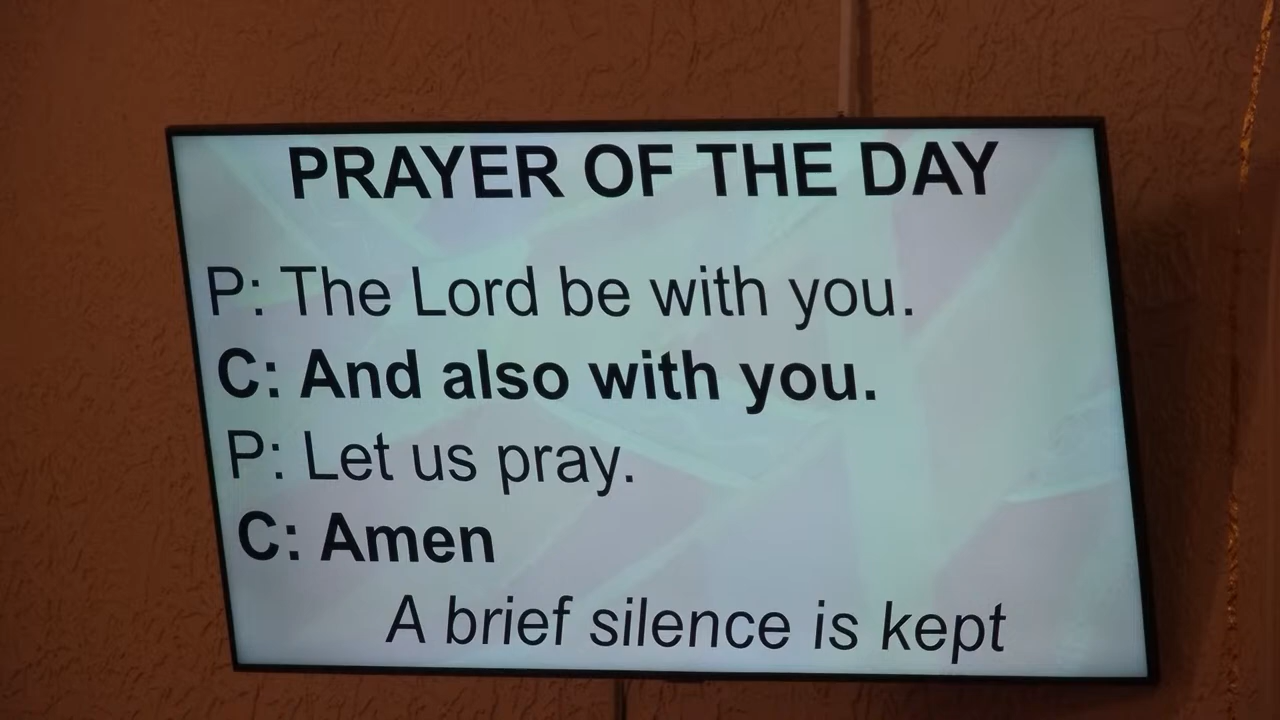 PRAYER OF THE DAY
P: The Lord be with you.
C: And also with you.
P: Let us pray.
C: Amen
A brief silence is kept